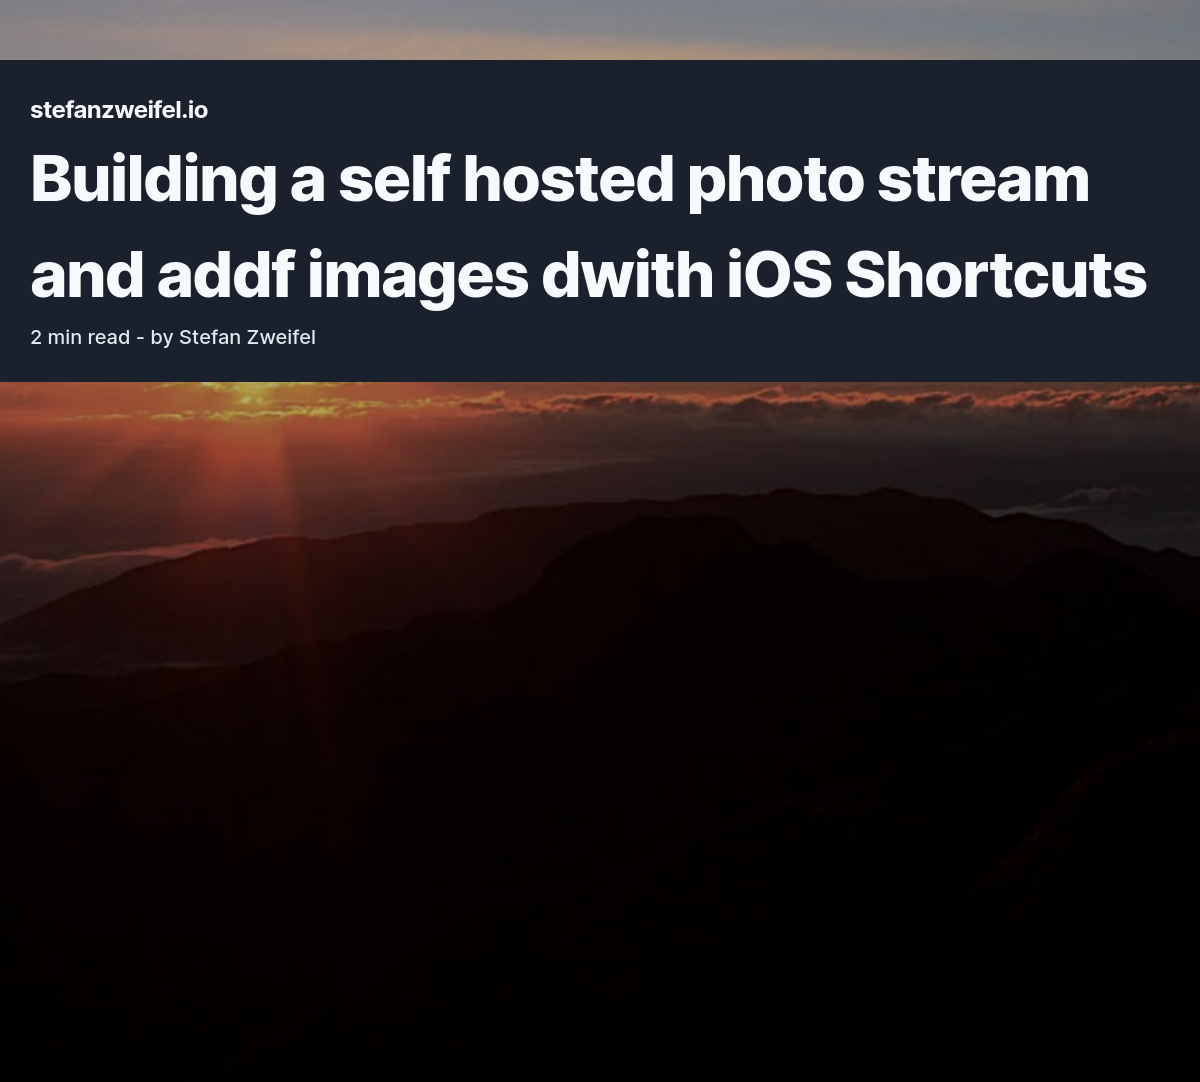 stefanzweifel.io
Building a self hosted photo stream
and addf images dwith iOS Shortcuts
2 min read - by Stefan Zweifel